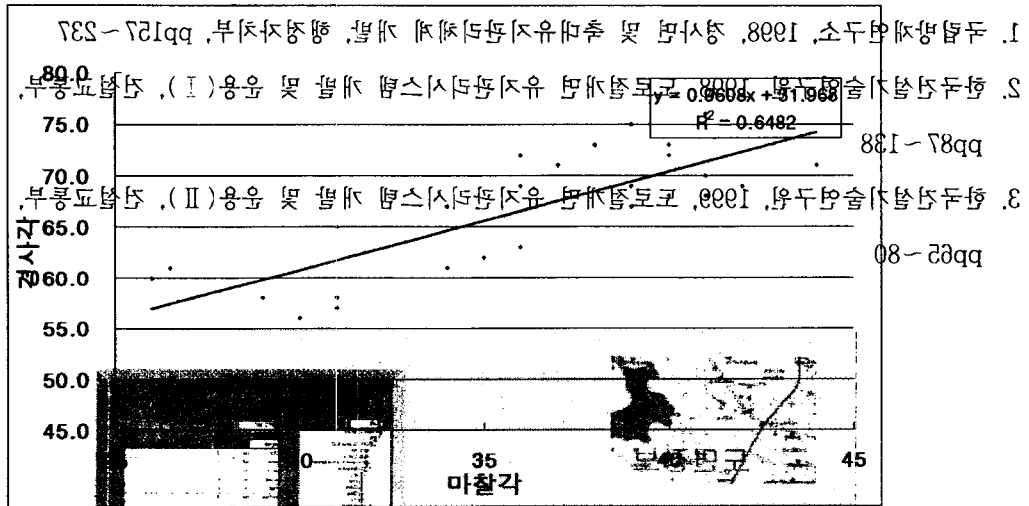 1. 국립방재연구소, 1998, 경사면 및 축대유지관리체계 개발, 행정자치부, pp157~237
80.0
2. 한국건설기술연구원, 1998, 도로절개면 유지관리시스템 개발 및 운용(Ⅰ), 건설교통부,
y = 0.9608x + 31.968
R² = 0.6482
75.0
pp87~138
70.0
3. 한국건설기술연구원, 1999, 도로절개면 유지관리시스템 개발 및 운용(Ⅱ), 건설교통부,
65.0
경사각
pp65~80
60.0
55.0
50.0
45.0
35
45
마찰각